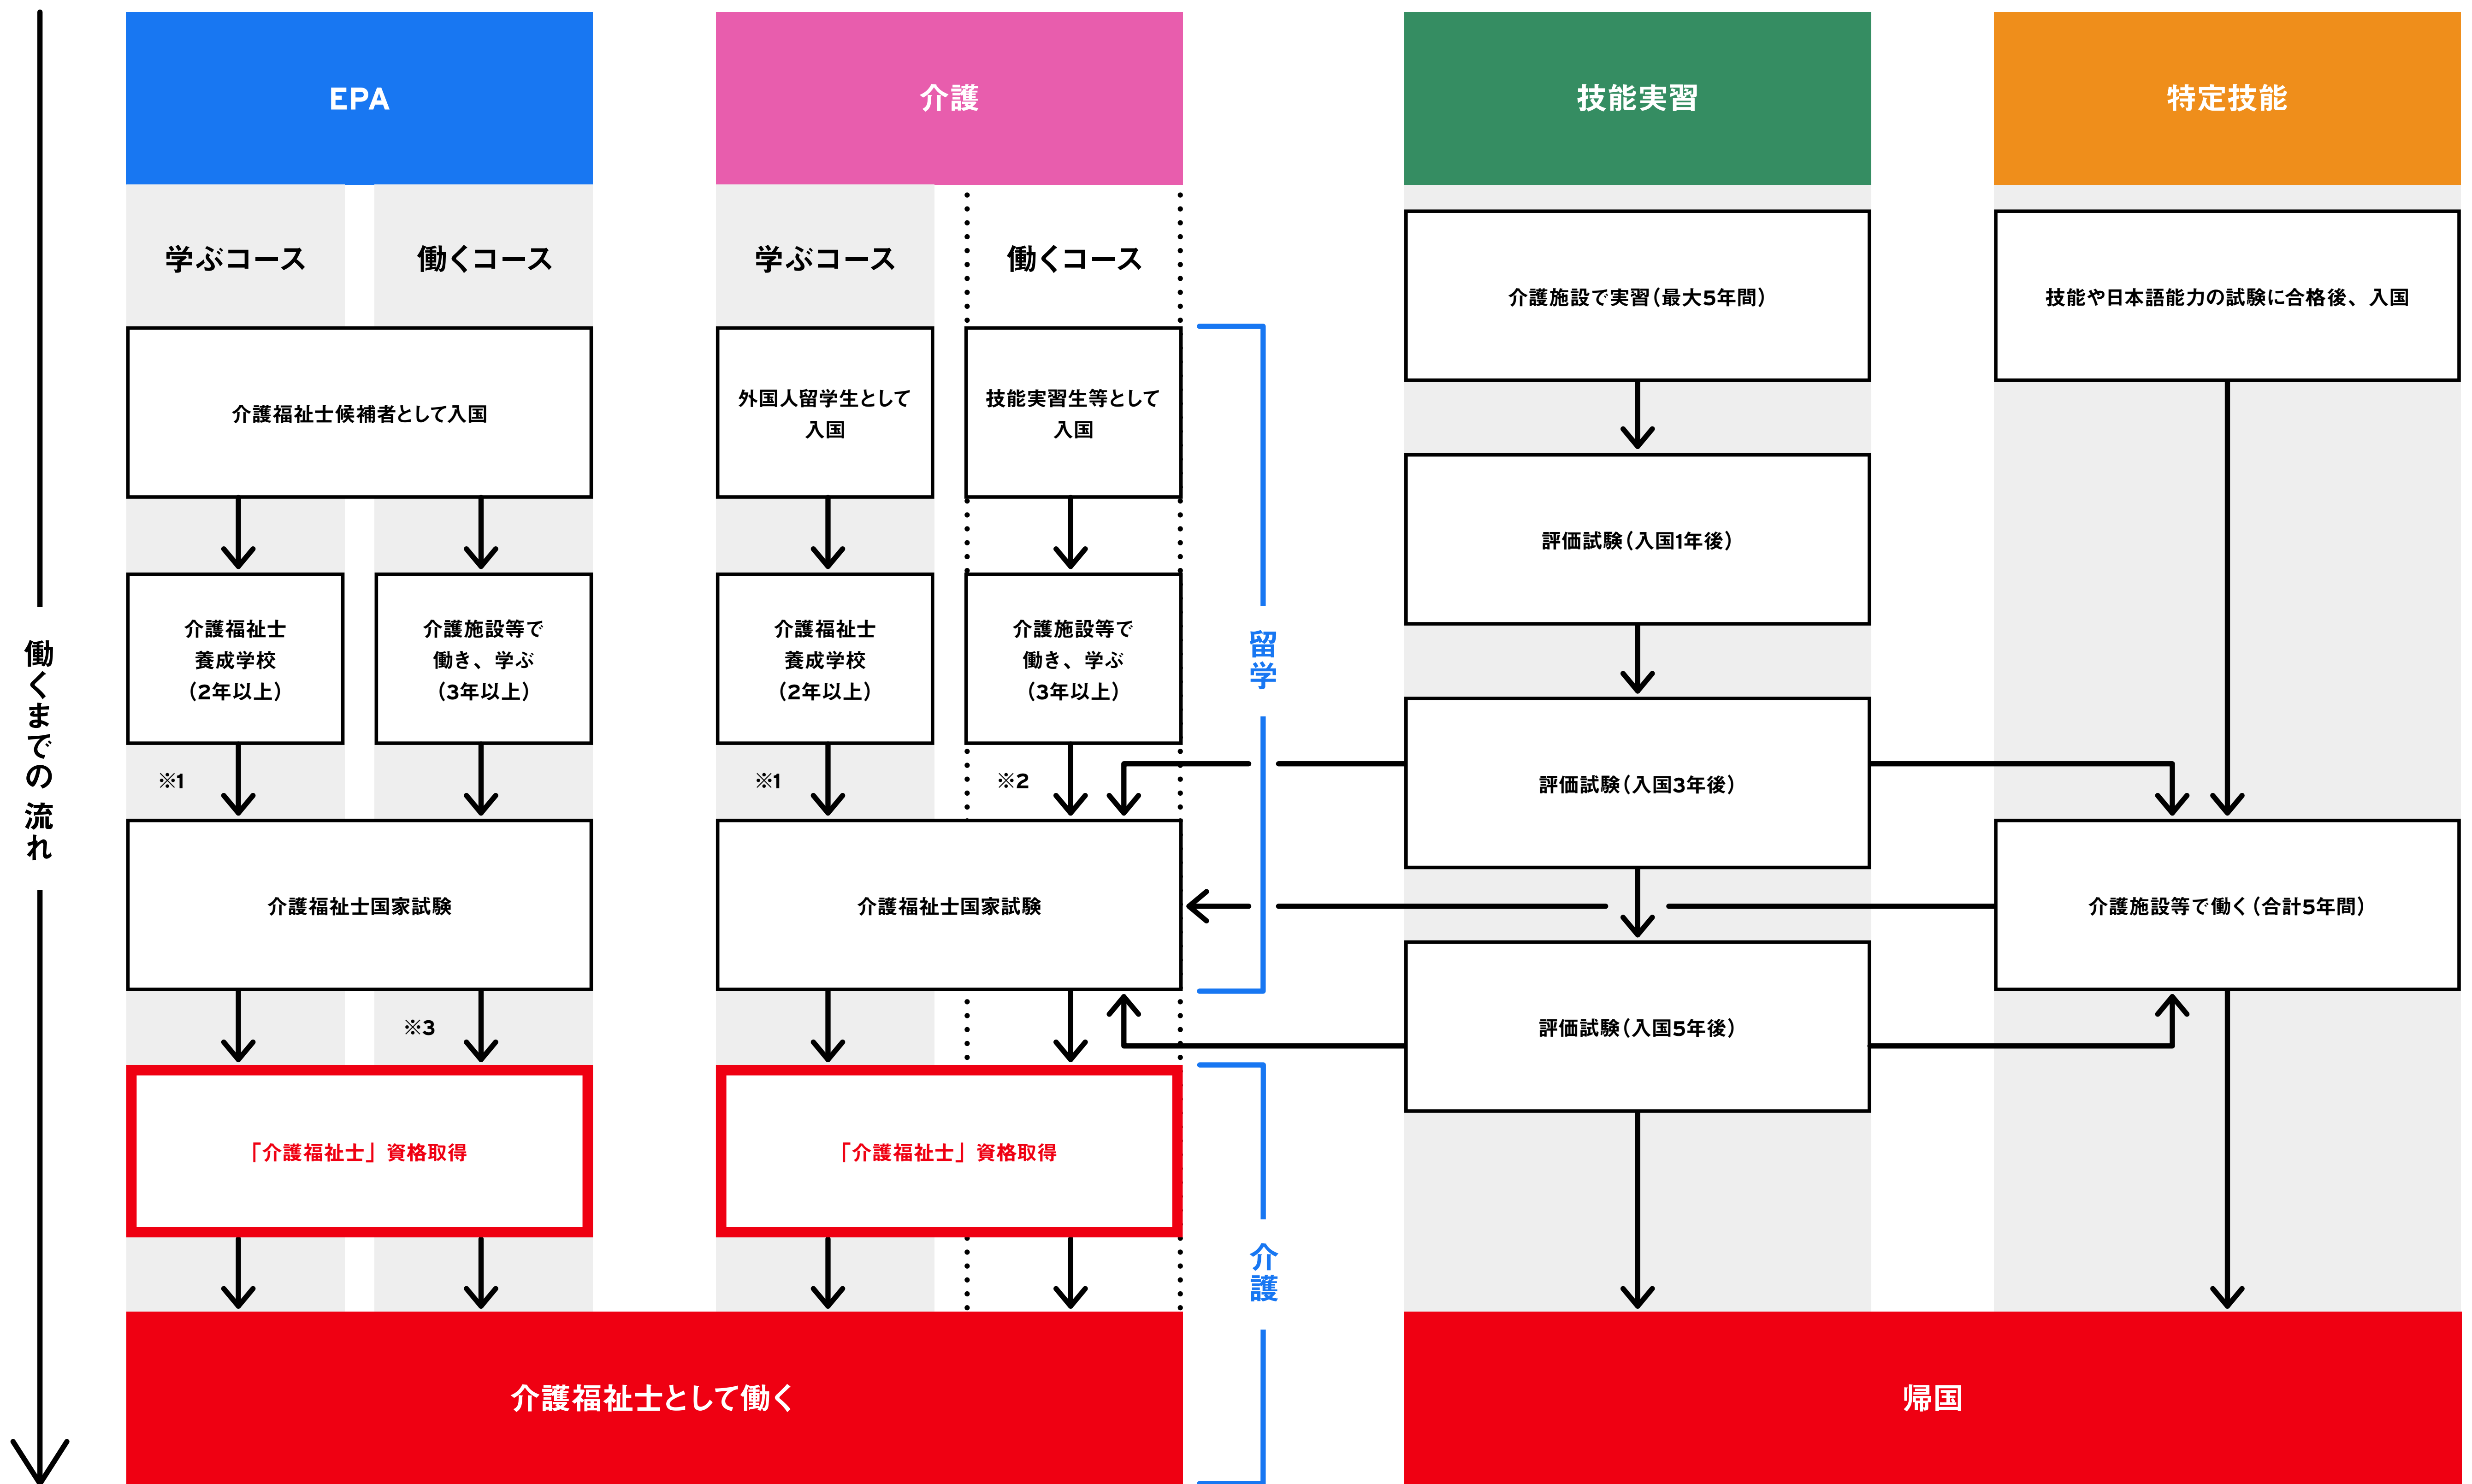 働くまでの流れ
EPA
学ぶコース
働くコース
介護福祉士候補者として入国
介護福祉士
養成学校
（2年以上）
介護施設等で
働き、学ぶ
（3年以上）
※1
介護福祉士国家試験
※3
「介護福祉士」資格取得
介護
学ぶコース
働くコース
外国人留学生として
入国
技能実習生等として
入国
介護福祉士
養成学校
（2年以上）
介護施設等で
働き、学ぶ
（3年以上）
※1
※2
介護福祉士国家試験
「介護福祉士」資格取得
介護福祉士として働く
留学
介護
技能実習
介護施設で実習（最大5年間）
評価試験（入国1年後）
評価試験（入国3年後）
評価試験（入国5年後）
特定技能
技能や日本語能力の試験に合格後、入国
介護施設等で働く（合計5年間）
帰国